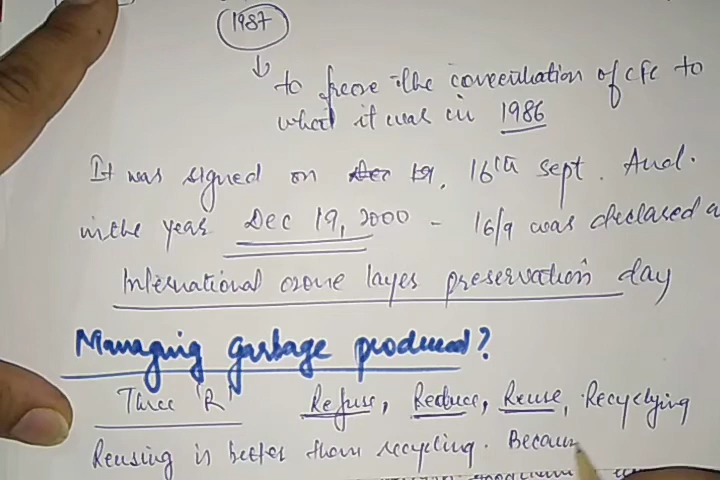 1987
to freeze the concentration of CFC to
what it was in 1986
It was signed on Dec 19, 16th Sept. And
in the year Dec 19, 2000 - 16/9 was declared a
International ozone layer preservation day
Managing garbage produced?
Three 'R' Refuse, Reduce, Reuse, Recyclying
Reusing is better than recycling. Becau